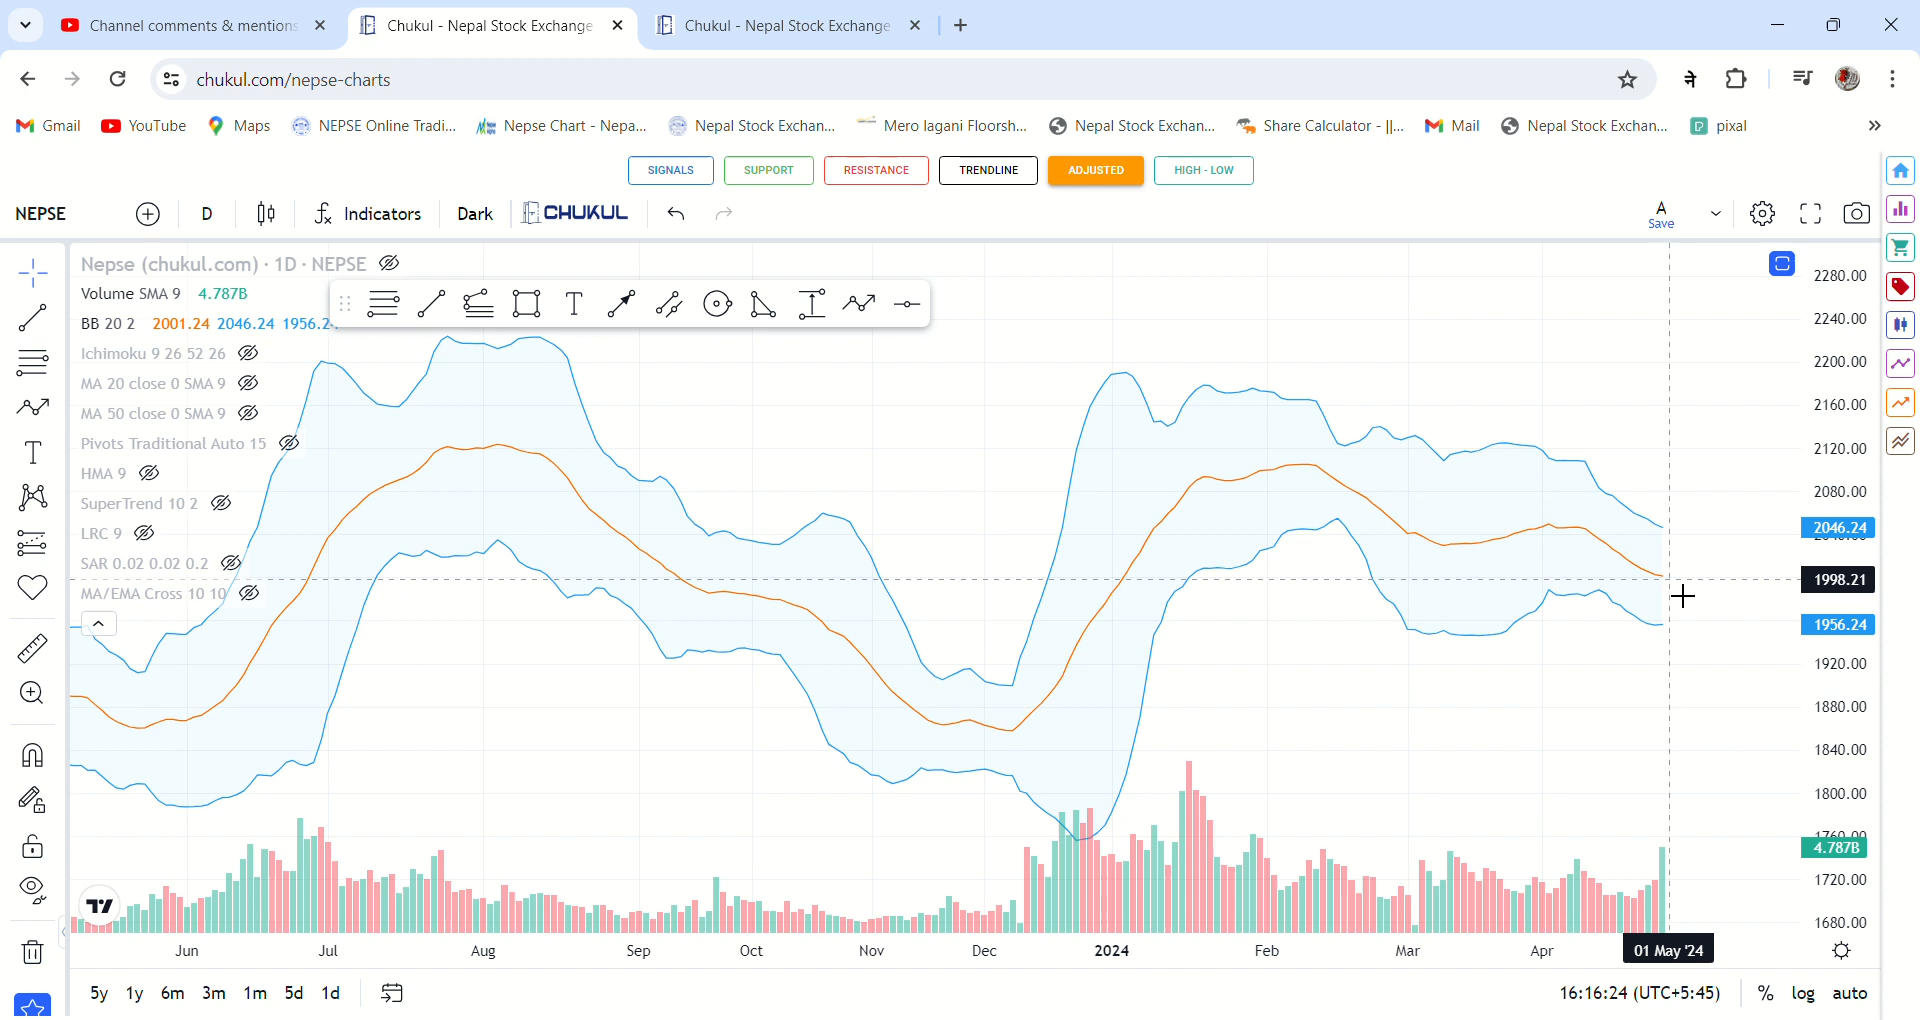 Channel comments & mentions
Chukul - Nepal Stock Exchange
Chukul - Nepal Stock Exchange
chukul.com/nepse-charts
ने
Gmail YouTube Maps NEPSE Online Tradi... Nepse Chart - Nepa... Nepal Stock Exchan... Mero lagani Floorsh... Nepal Stock Exchan... Share Calculator - ||... Mail Nepal Stock Exchan... pixal
SIGNALS SUPPORT RESISTANCE TRENDLINE ADJUSTED HIGH - LOW
NEPSE D Indicators Dark CHUKUL A Save
Nepse (chukul.com) · 1D · NEPSE
Volume SMA 9 4.787B
BB 20 2 2001.24 2046.24 1956.24
Ichimoku 9 26 52 26
MA 20 close 0 SMA 9
MA 50 close 0 SMA 9
Pivots Traditional Auto 15
HMA 9
SuperTrend 10 2
LRC 9
SAR 0.02 0.02 0.2
MA/EMA Cross 10 10
2280.00
2240.00
2200.00
2160.00
2120.00
2080.00
2046.24
1998.21
1956.24
1920.00
1880.00
1840.00
1800.00
1760.00
4.787B
1720.00
1680.00
Jun Jul Aug Sep Oct Nov Dec 2024 Feb Mar Apr 01 May '24
5y 1y 6m 3m 1m 5d 1d 16:16:24 (UTC+5:45) % log auto